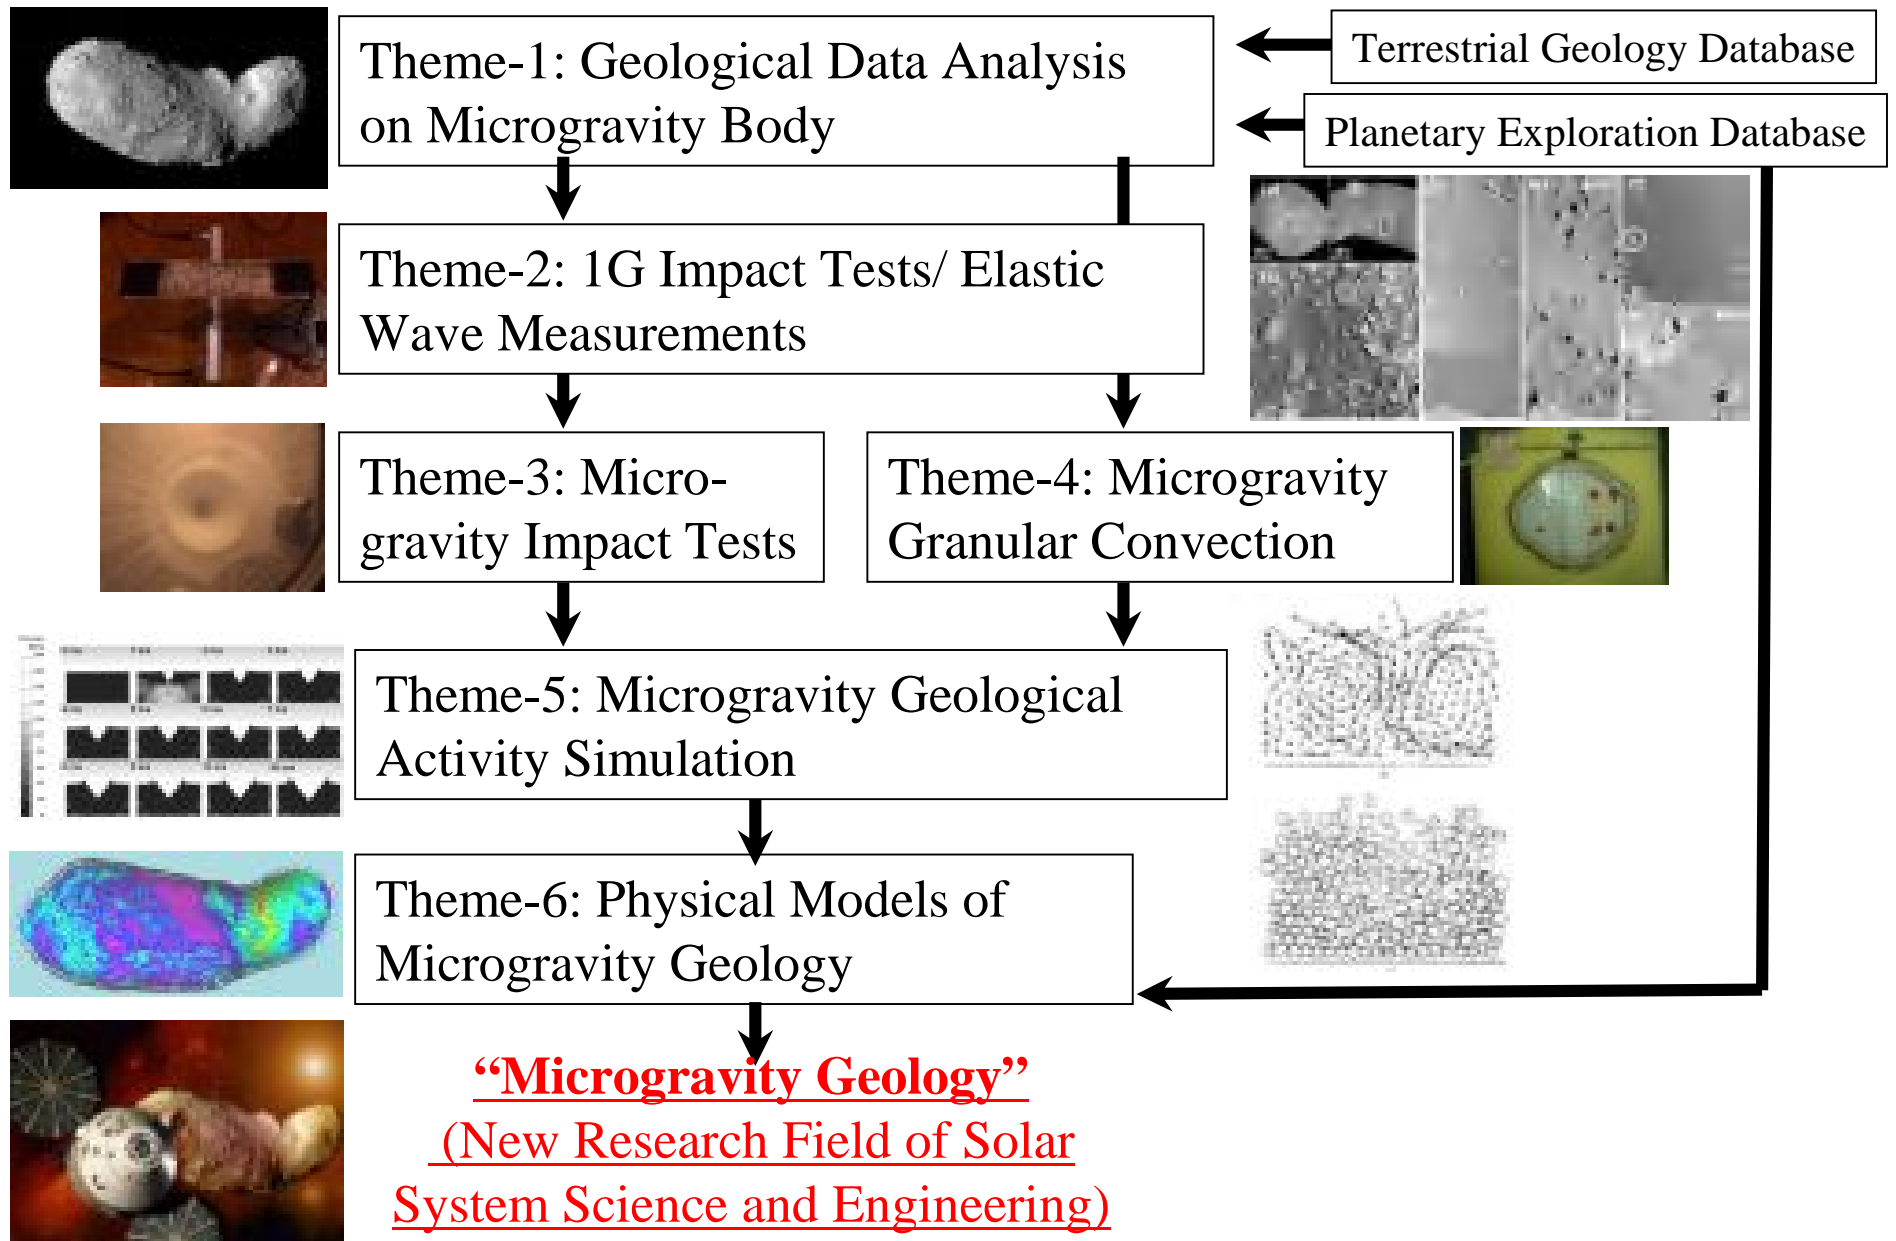 Theme-1: Geological Data Analysis
on Microgravity Body
Terrestrial Geology Database
Planetary Exploration Database
Theme-2: 1G Impact Tests/ Elastic
Wave Measurements
Theme-3: Micro-
gravity Impact Tests
Theme-4: Microgravity
Granular Convection
Theme-5: Microgravity Geological
Activity Simulation
Theme-6: Physical Models of
Microgravity Geology
“Microgravity Geology”
(New Research Field of Solar
System Science and Engineering)